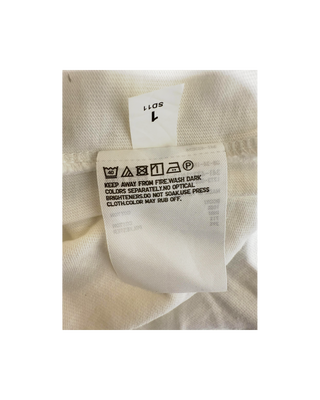 1
SD11
40
P
KEEP AWAY FROM FIRE.WASH DARK
COLORS SEPARATELY.NO OPTICAL
BRIGHTENERS.DO NOT SOAK.USE PRESS
CLOTH.COLOR MAY RUB OFF.